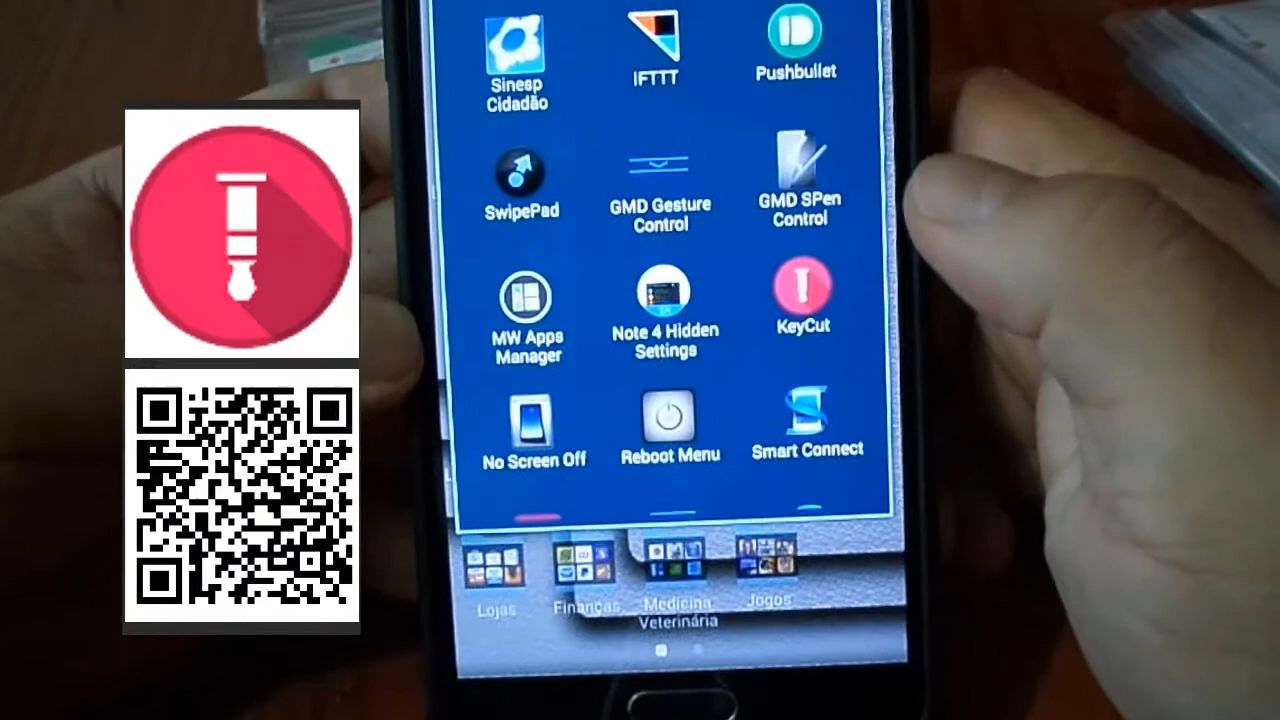 Sinesp
Cidadão
IFTTT
Pushbullet
SwipePad
GMD Gesture
Control
GMD SPen
Control
MW Apps
Manager
Note 4 Hidden
Settings
KeyCut
No Screen Off
Reboot Menu
Smart Connect
Lojas
Finanças
Medicina
Veterinária
Jogos